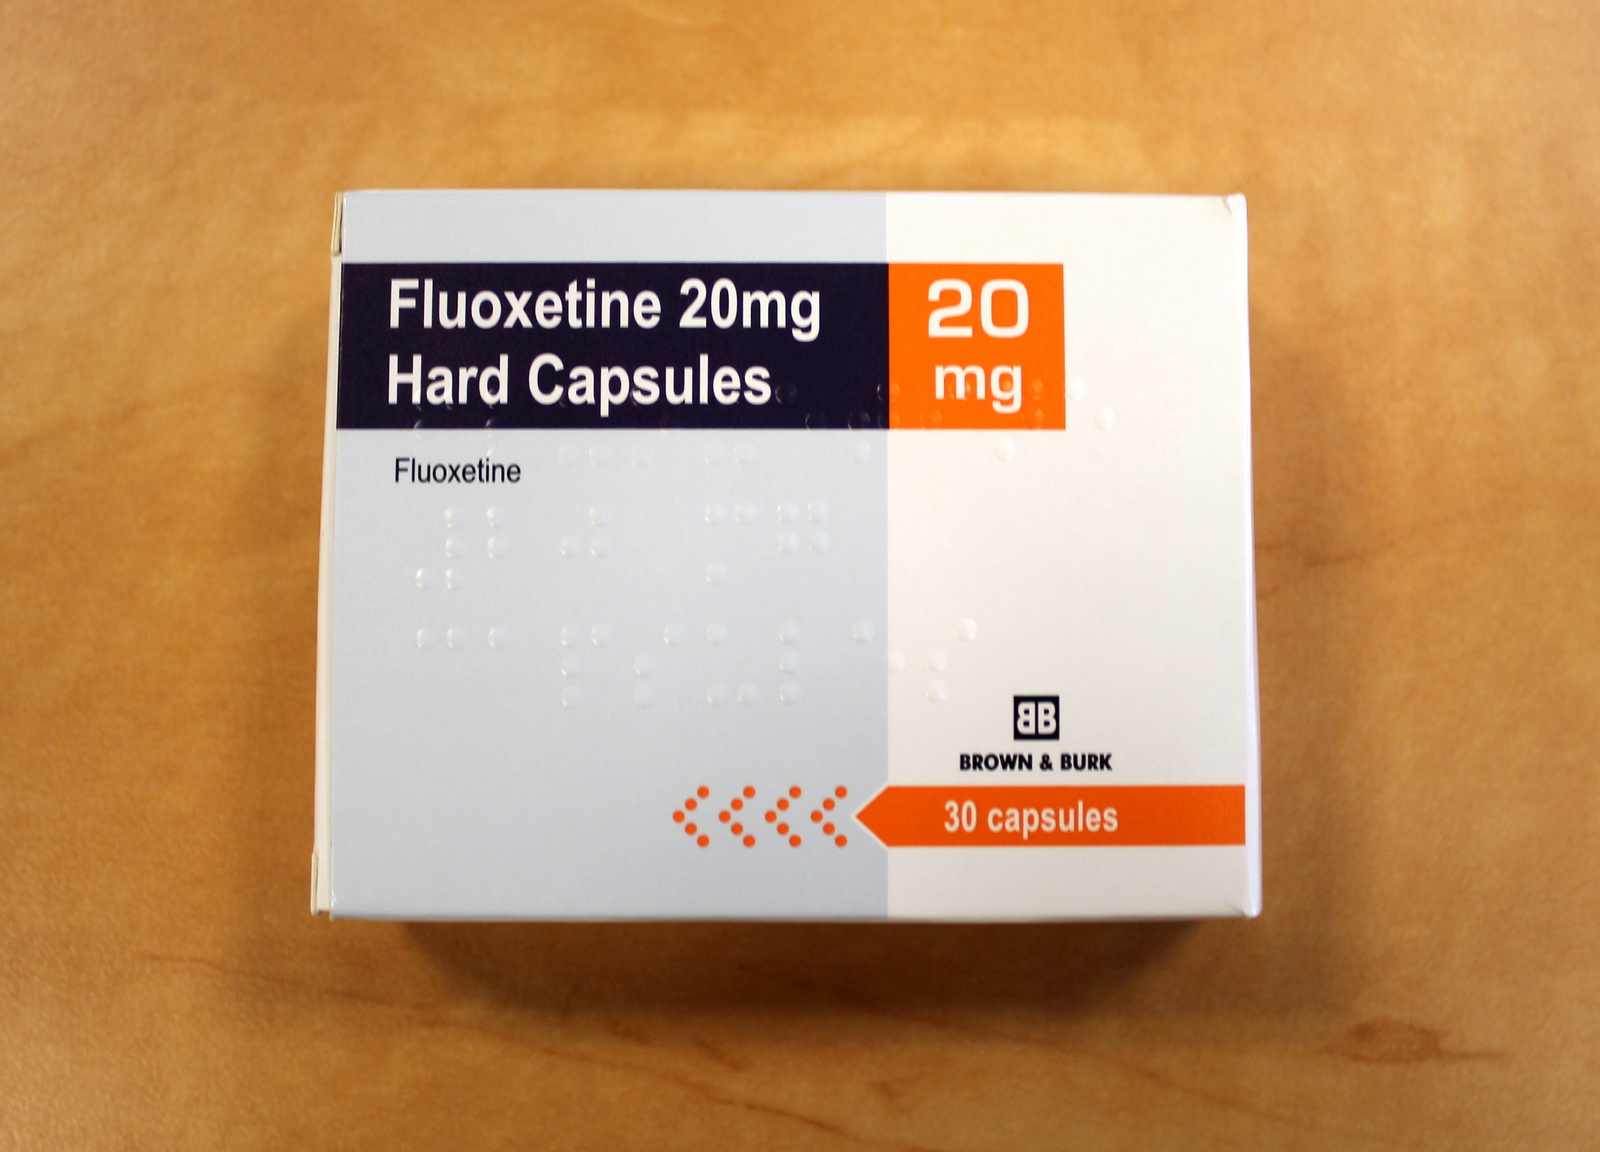 Fluoxetine 20mg
Hard Capsules
20
mg
Fluoxetine
BB
BROWN & BURK
30 capsules